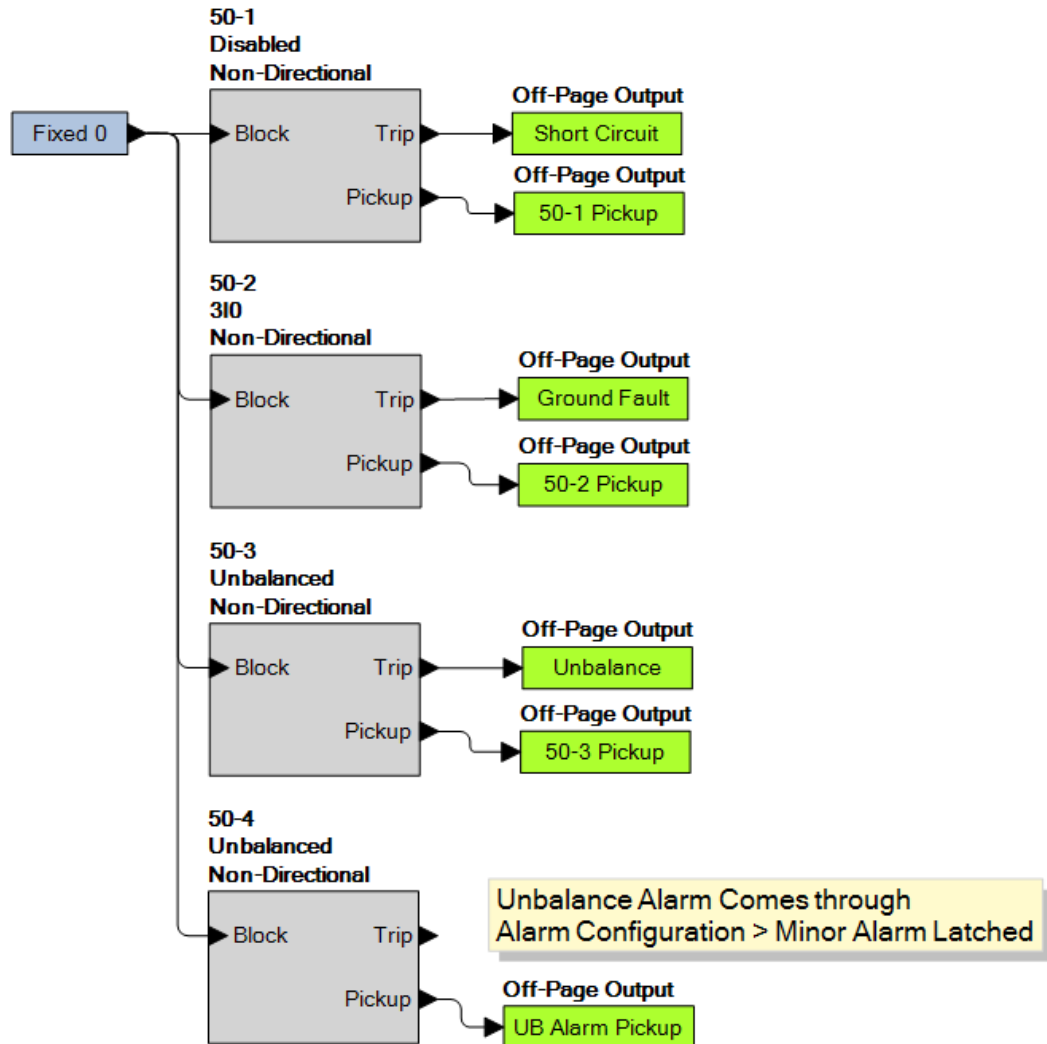 50-1
Disabled
Non-Directional
Fixed 0
Block
Trip
Pickup
Off-Page Output
Short Circuit
Off-Page Output
50-1 Pickup
50-2
3I0
Non-Directional
Block
Trip
Pickup
Off-Page Output
Ground Fault
Off-Page Output
50-2 Pickup
50-3
Unbalanced
Non-Directional
Block
Trip
Pickup
Off-Page Output
Unbalance
Off-Page Output
50-3 Pickup
50-4
Unbalanced
Non-Directional
Block
Trip
Pickup
Unbalance Alarm Comes through
Alarm Configuration > Minor Alarm Latched
Off-Page Output
UB Alarm Pickup